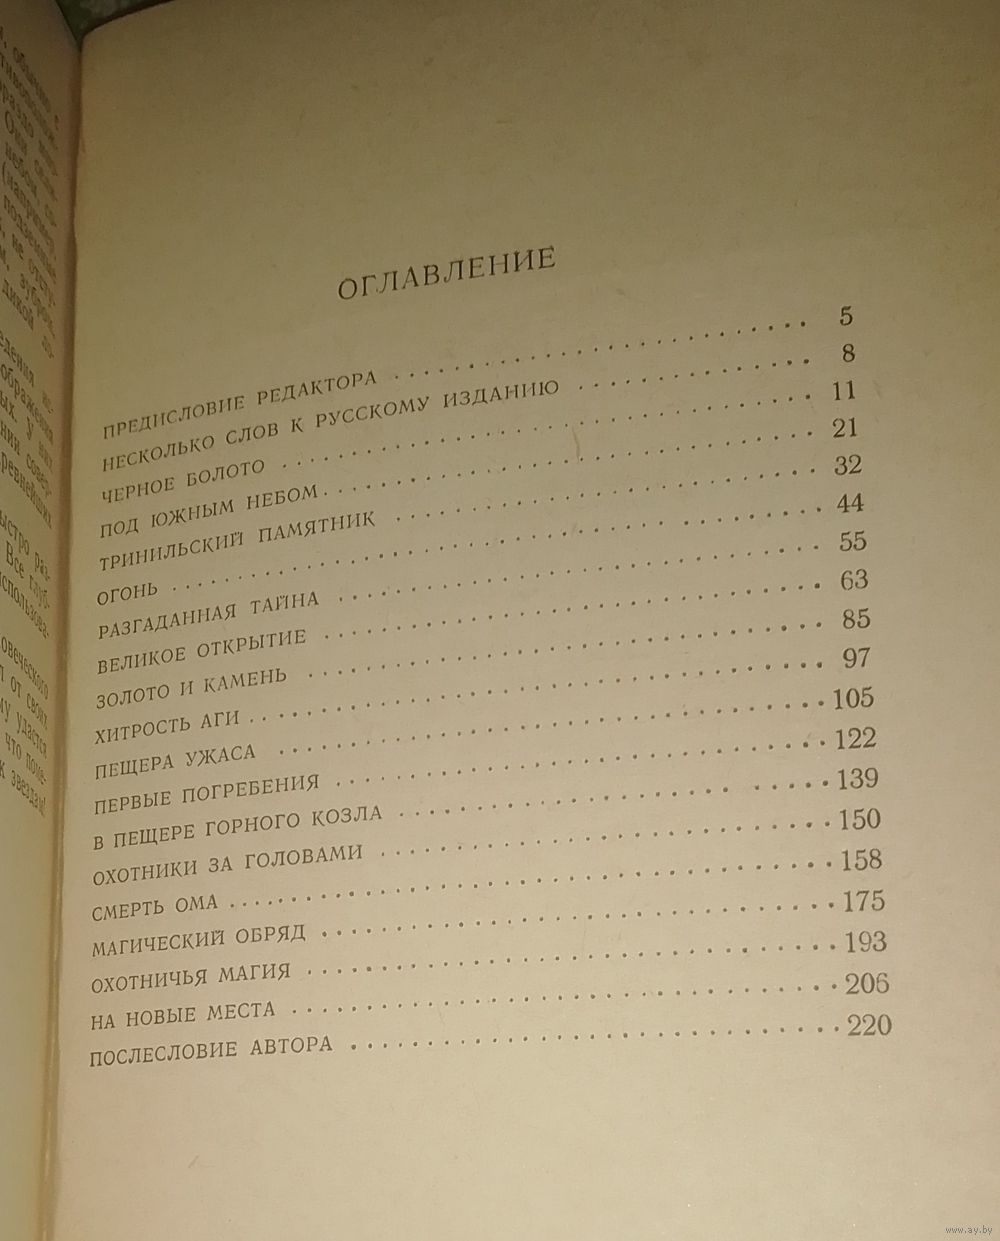 ОГЛАВЛЕНИЕ
ПРЕДИСЛОВИЕ РЕДАКТОРА . . . . . . . . . . . . . . . . . . . . . . 5
НЕСКОЛЬКО СЛОВ К РУССКОМУ ИЗДАНИЮ . . . . . . . . . . . . 8
ЧЕРНОЕ БОЛОТО . . . . . . . . . . . . . . . . . . . . . . . . . . . 11
ПОД ЮЖНЫМ НЕБОМ . . . . . . . . . . . . . . . . . . . . . . . . . 21
ТРИНИЛЬСКИЙ ПАМЯТНИК . . . . . . . . . . . . . . . . . . . . . . 32
ОГОНЬ . . . . . . . . . . . . . . . . . . . . . . . . . . . . . . . 44
РАЗГАДАННАЯ ТАЙНА . . . . . . . . . . . . . . . . . . . . . . . . 55
ВЕЛИКОЕ ОТКРЫТИЕ . . . . . . . . . . . . . . . . . . . . . . . . . 63
ЗОЛОТО И КАМЕНЬ . . . . . . . . . . . . . . . . . . . . . . . . . . 85
ХИТРОСТЬ АГИ . . . . . . . . . . . . . . . . . . . . . . . . . . . . 97
ПЕЩЕРА УЖАСА . . . . . . . . . . . . . . . . . . . . . . . . . . . 105
ПЕРВЫЕ ПОГРЕБЕНИЯ . . . . . . . . . . . . . . . . . . . . . . . . 122
В ПЕЩЕРЕ ГОРНОГО КОЗЛА . . . . . . . . . . . . . . . . . . . . . 139
ОХОТНИКИ ЗА ГОЛОВАМИ . . . . . . . . . . . . . . . . . . . . . . 150
СМЕРТЬ ОМА . . . . . . . . . . . . . . . . . . . . . . . . . . . . . 158
МАГИЧЕСКИЙ ОБРЯД . . . . . . . . . . . . . . . . . . . . . . . . . 175
ОХОТНИЧЬЯ МАГИЯ . . . . . . . . . . . . . . . . . . . . . . . . . . 193
НА НОВЫЕ МЕСТА . . . . . . . . . . . . . . . . . . . . . . . . . . . 206
ПОСЛЕСЛОВИЕ АВТОРА . . . . . . . . . . . . . . . . . . . . . . . . 220
www.ay.by